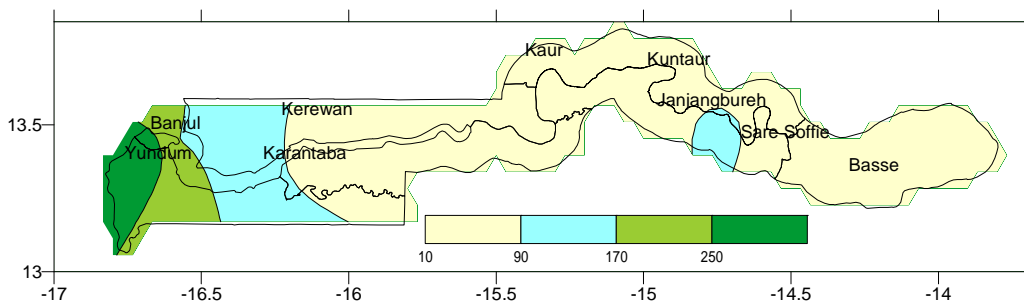 Kaur
Kuntaur
Kerewan
Janjangbureh
Banjul
13.5
Sare Soffie
Yundum
Karantaba
Basse
10 90 170 250
13
-17 -16.5 -16 -15.5 -15 -14.5 -14